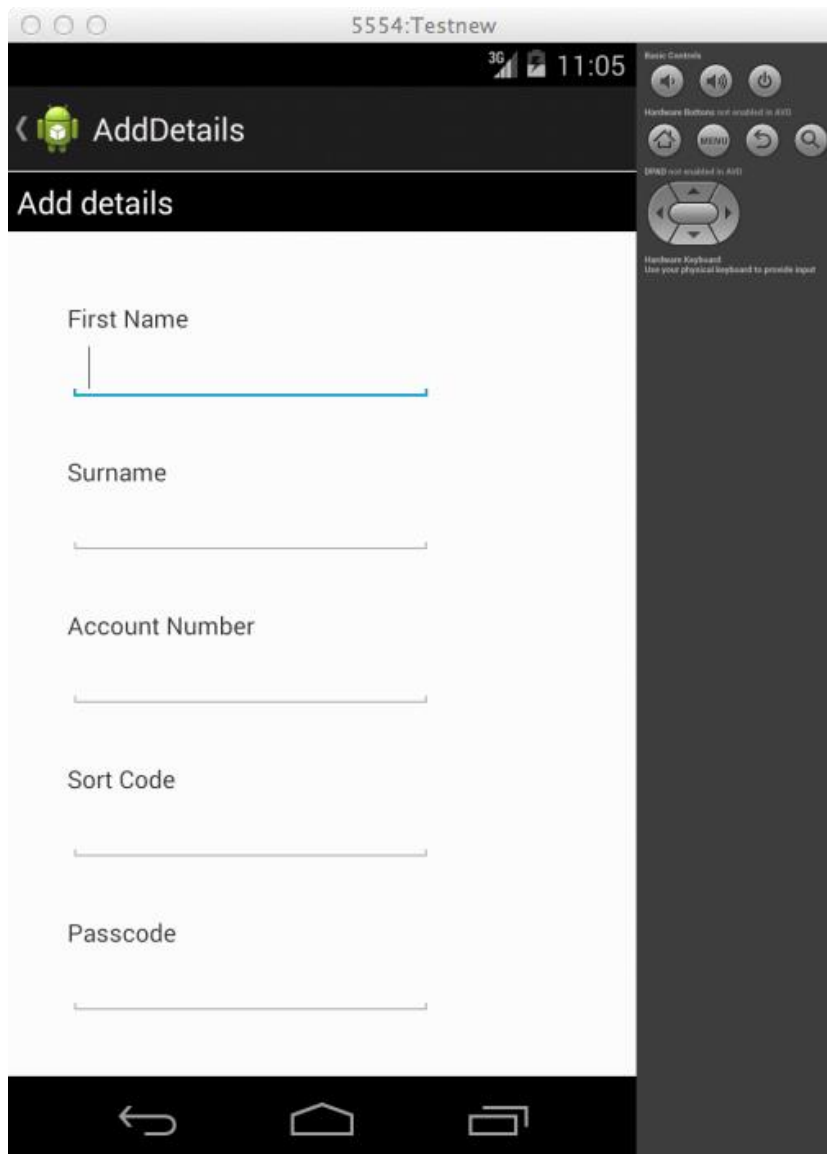 5554:Testnew
3G 11:05
AddDetails
Add details
First Name
Surname
Account Number
Sort Code
Passcode
Basic Controls
Hardware Buttons not enabled in AVD
MENU
DPAD not enabled in AVD
Hardware Keyboard
Use your physical keyboard to provide input